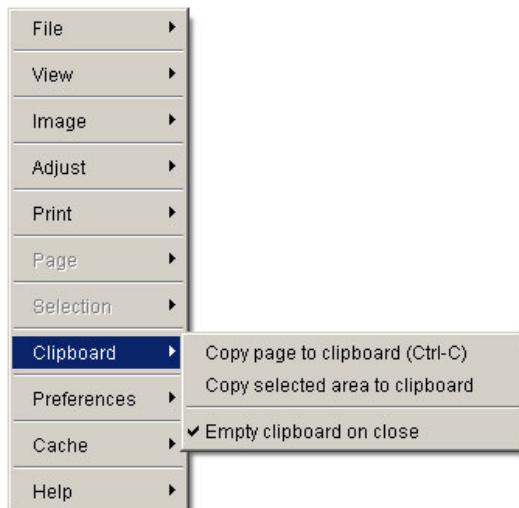 File
View
Image
Adjust
Print
Page
Selection
Clipboard
Copy page to clipboard (Ctrl-C)
Copy selected area to clipboard
Empty clipboard on close
Preferences
Cache
Help